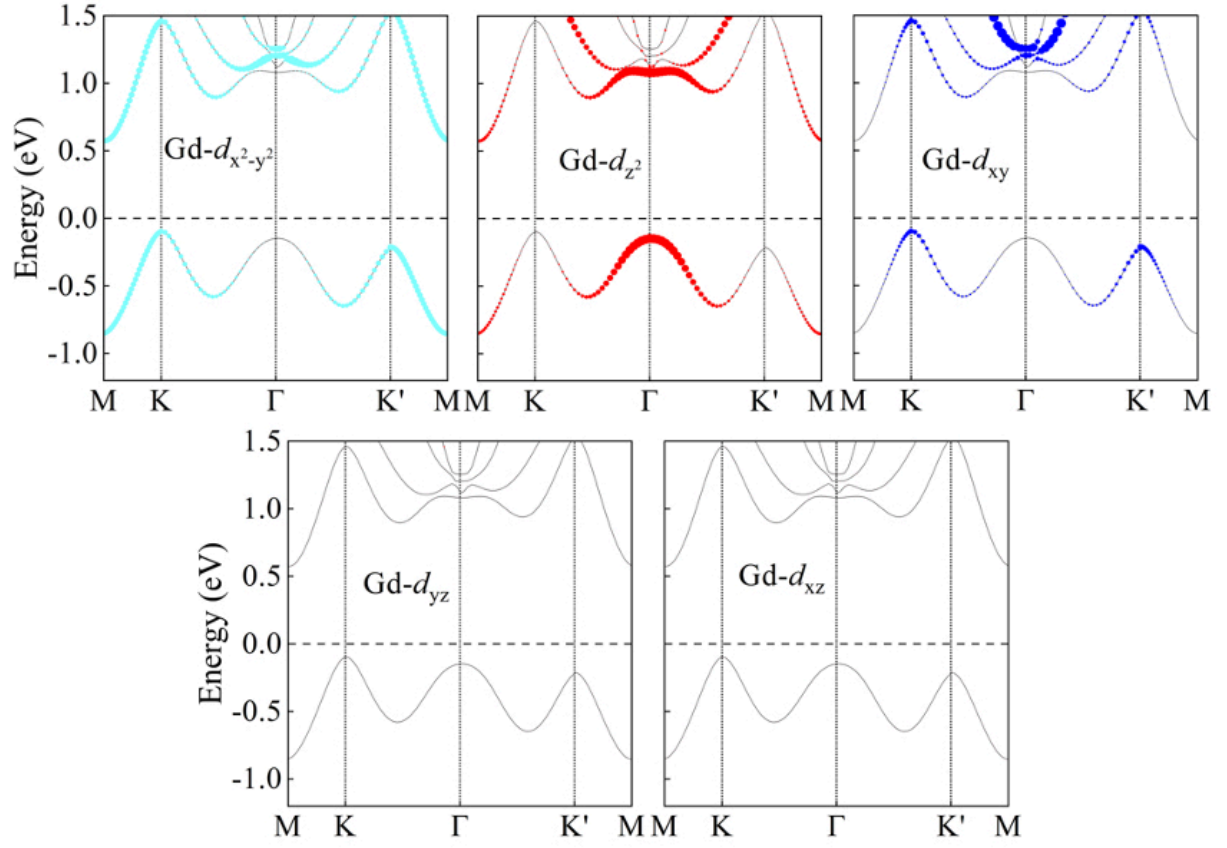 1.5
1.0
0.5
0.0
-0.5
-1.0
Energy (eV)
Gd-dx²-y²
Gd-dz²
Gd-dxy
M K Γ K' M
M K Γ K' M
M K Γ K' M
1.5
1.0
0.5
0.0
-0.5
-1.0
Energy (eV)
Gd-dyz
Gd-dxz
M K Γ K' M
M K Γ K' M